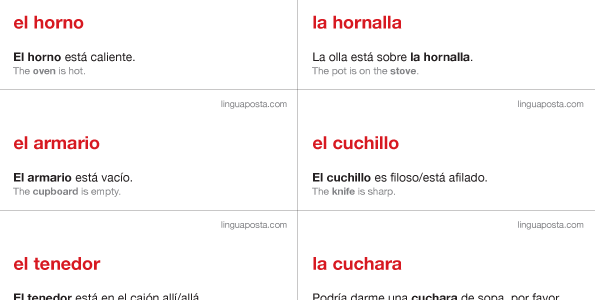 el horno
El horno está caliente.
The oven is hot.
la hornalla
La olla está sobre la hornalla.
The pot is on the stove.
linguaposta.com
el armario
El armario está vacío.
The cupboard is empty.
linguaposta.com
el cuchillo
El cuchillo es filoso/está afilado.
The knife is sharp.
linguaposta.com
el tenedor
El tenedor está en el cajón allí/allá
linguaposta.com
la cuchara
Podría darme una cuchara de sopa, por favor